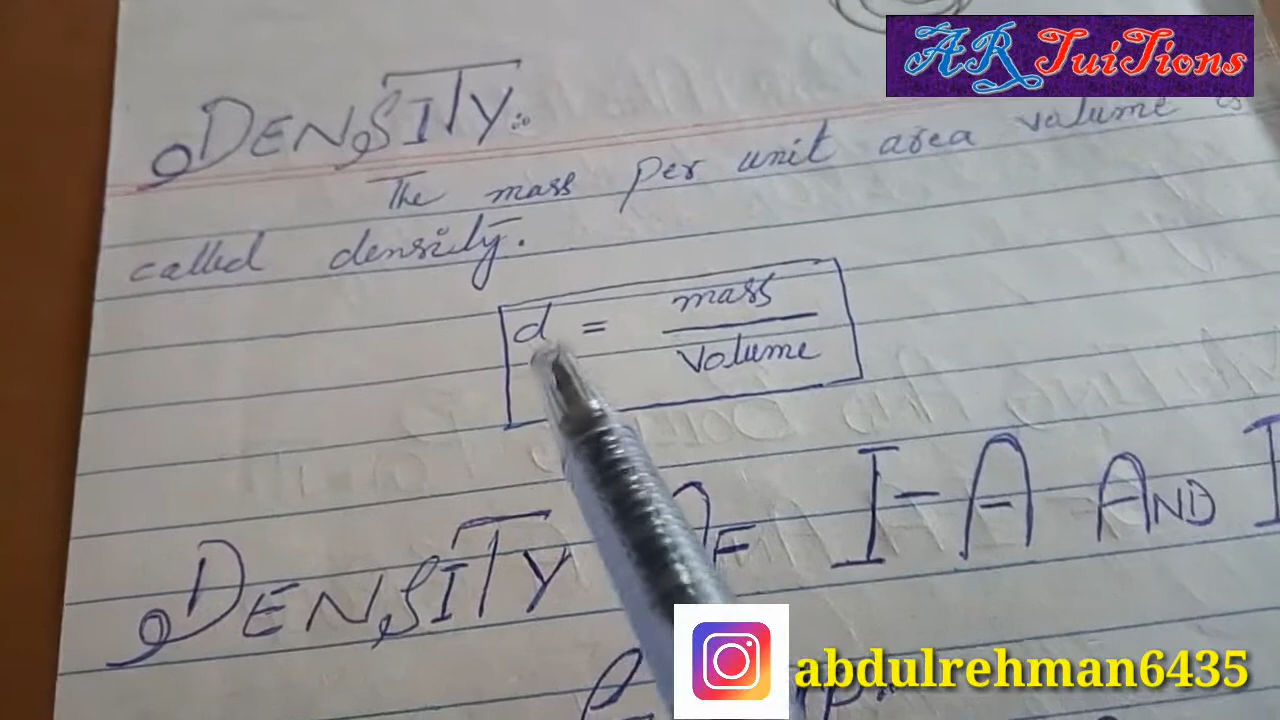 AR TuiTions
DENSITY:
The mass per unit area volume is
called density.
d = mass
volume
DENSITY OF I-A AND I
abdulrehman6435